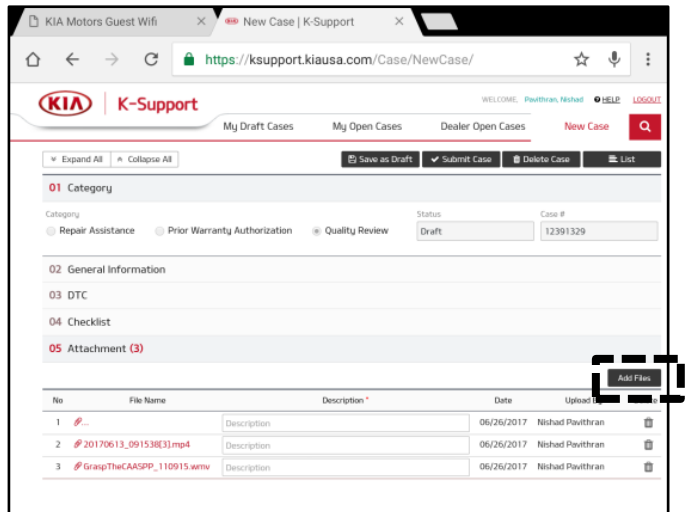 KIA Motors Guest Wifi × New Case | K-Support ×
https://ksupport.kiausa.com/Case/NewCase/
KIA K-Support WELCOME, Pavithran, Nishad HELP LOGOUT
My Draft Cases My Open Cases Dealer Open Cases New Case
Expand All Collapse All Save as Draft Submit Case Delete Case List
01 Category
Category Status Case #
Repair Assistance Prior Warranty Authorization Quality Review Draft 12391329
02 General Information
03 DTC
04 Checklist
05 Attachment (3)
Add Files
No File Name Description * Date Upload
1 ... Description 06/26/2017 Nishad Pavithran
2 20170613_091538[3].mp4 Description 06/26/2017 Nishad Pavithran
3 GraspTheCAASPP_110915.wmv Description 06/26/2017 Nishad Pavithran